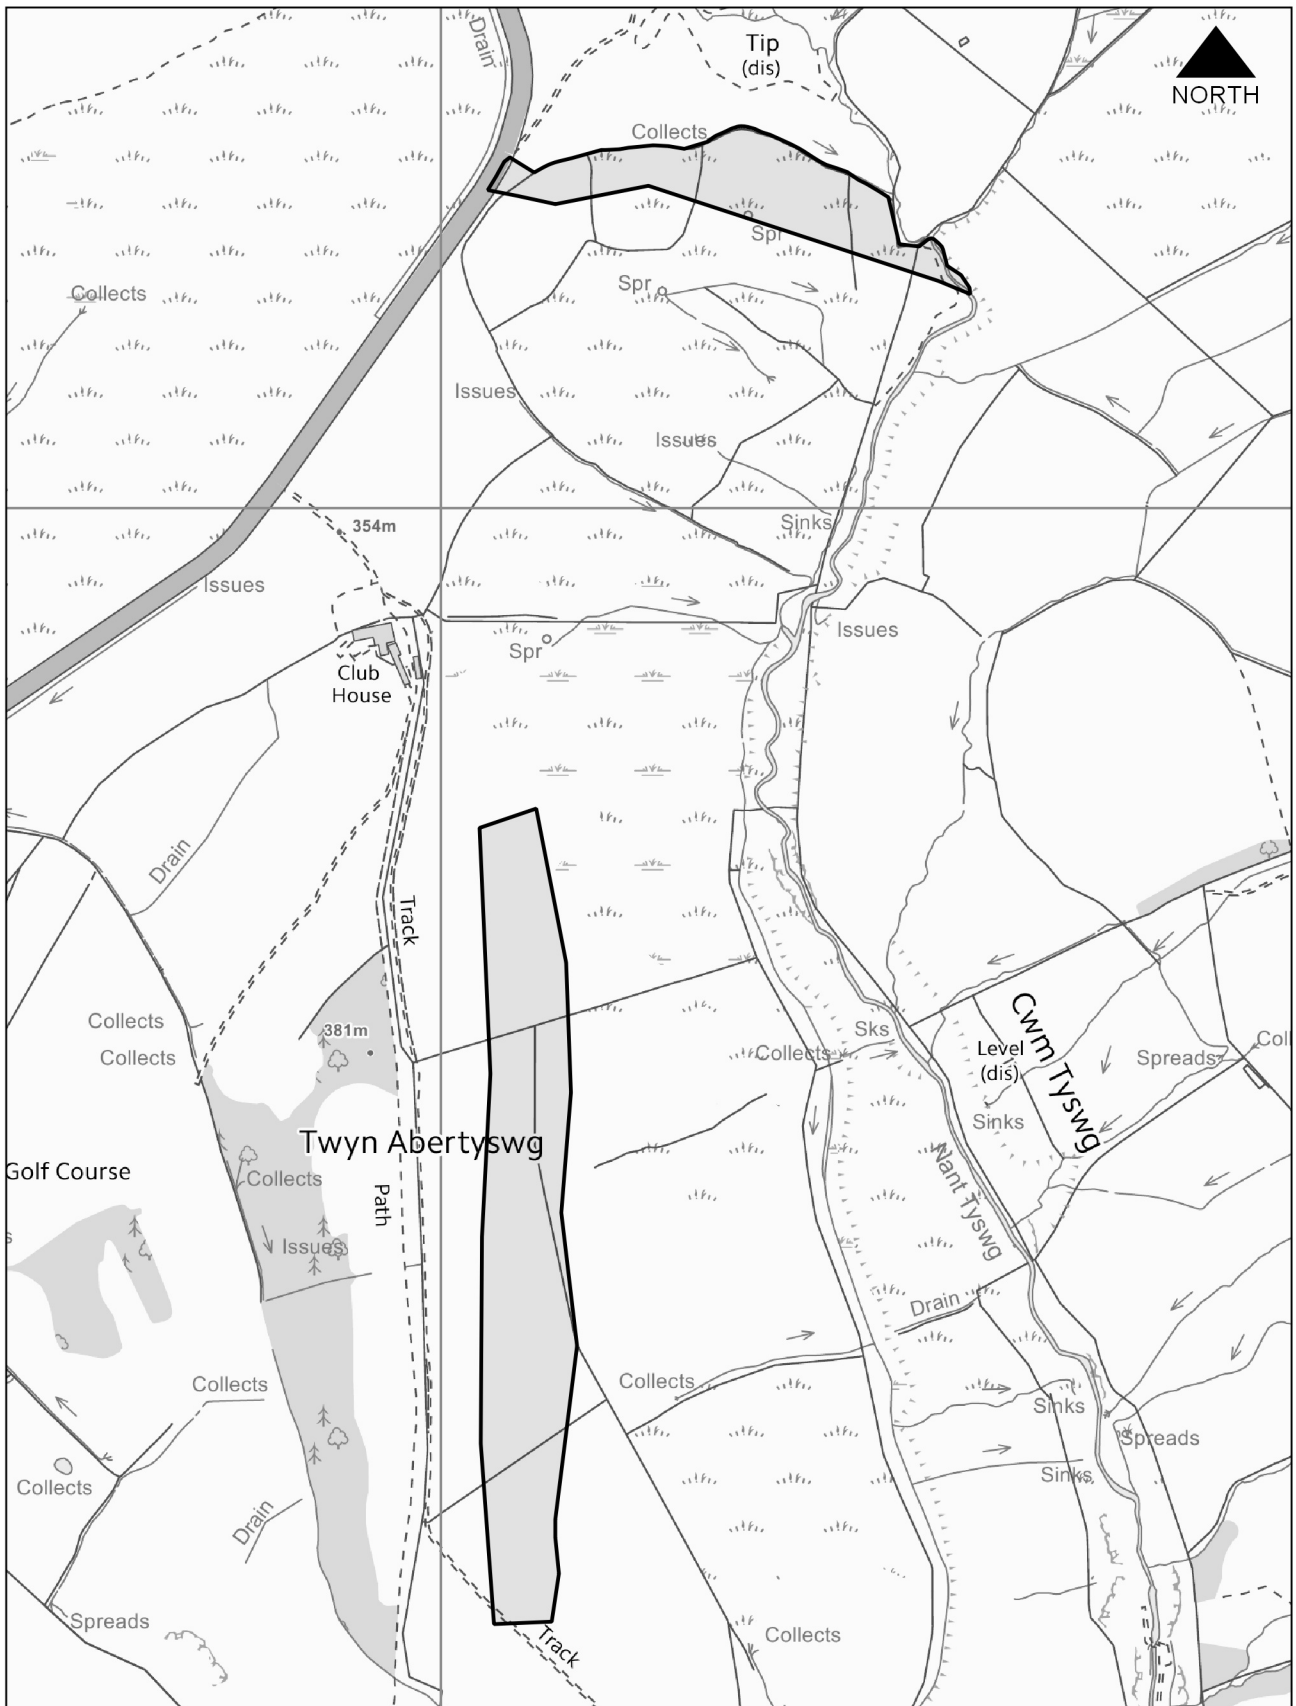 Drain
Tip
(dis)
NORTH
Collects
Spr
Spr
Collects
Issues
Issues
Sinks
354m
Issues
Issues
Spr
Club
House
Drain
Track
Collects
Collects
381m
Sks
Collects
Level
(dis)
Cwm Tyswg
Spreads
Sinks
Twyn Abertyswg
Golf Course
Collects
Path
Nant Tyswg
Issues
Drain
Collects
Collects
Sinks
Spreads
Sinks
Collects
Drain
Spreads
Track
Collects